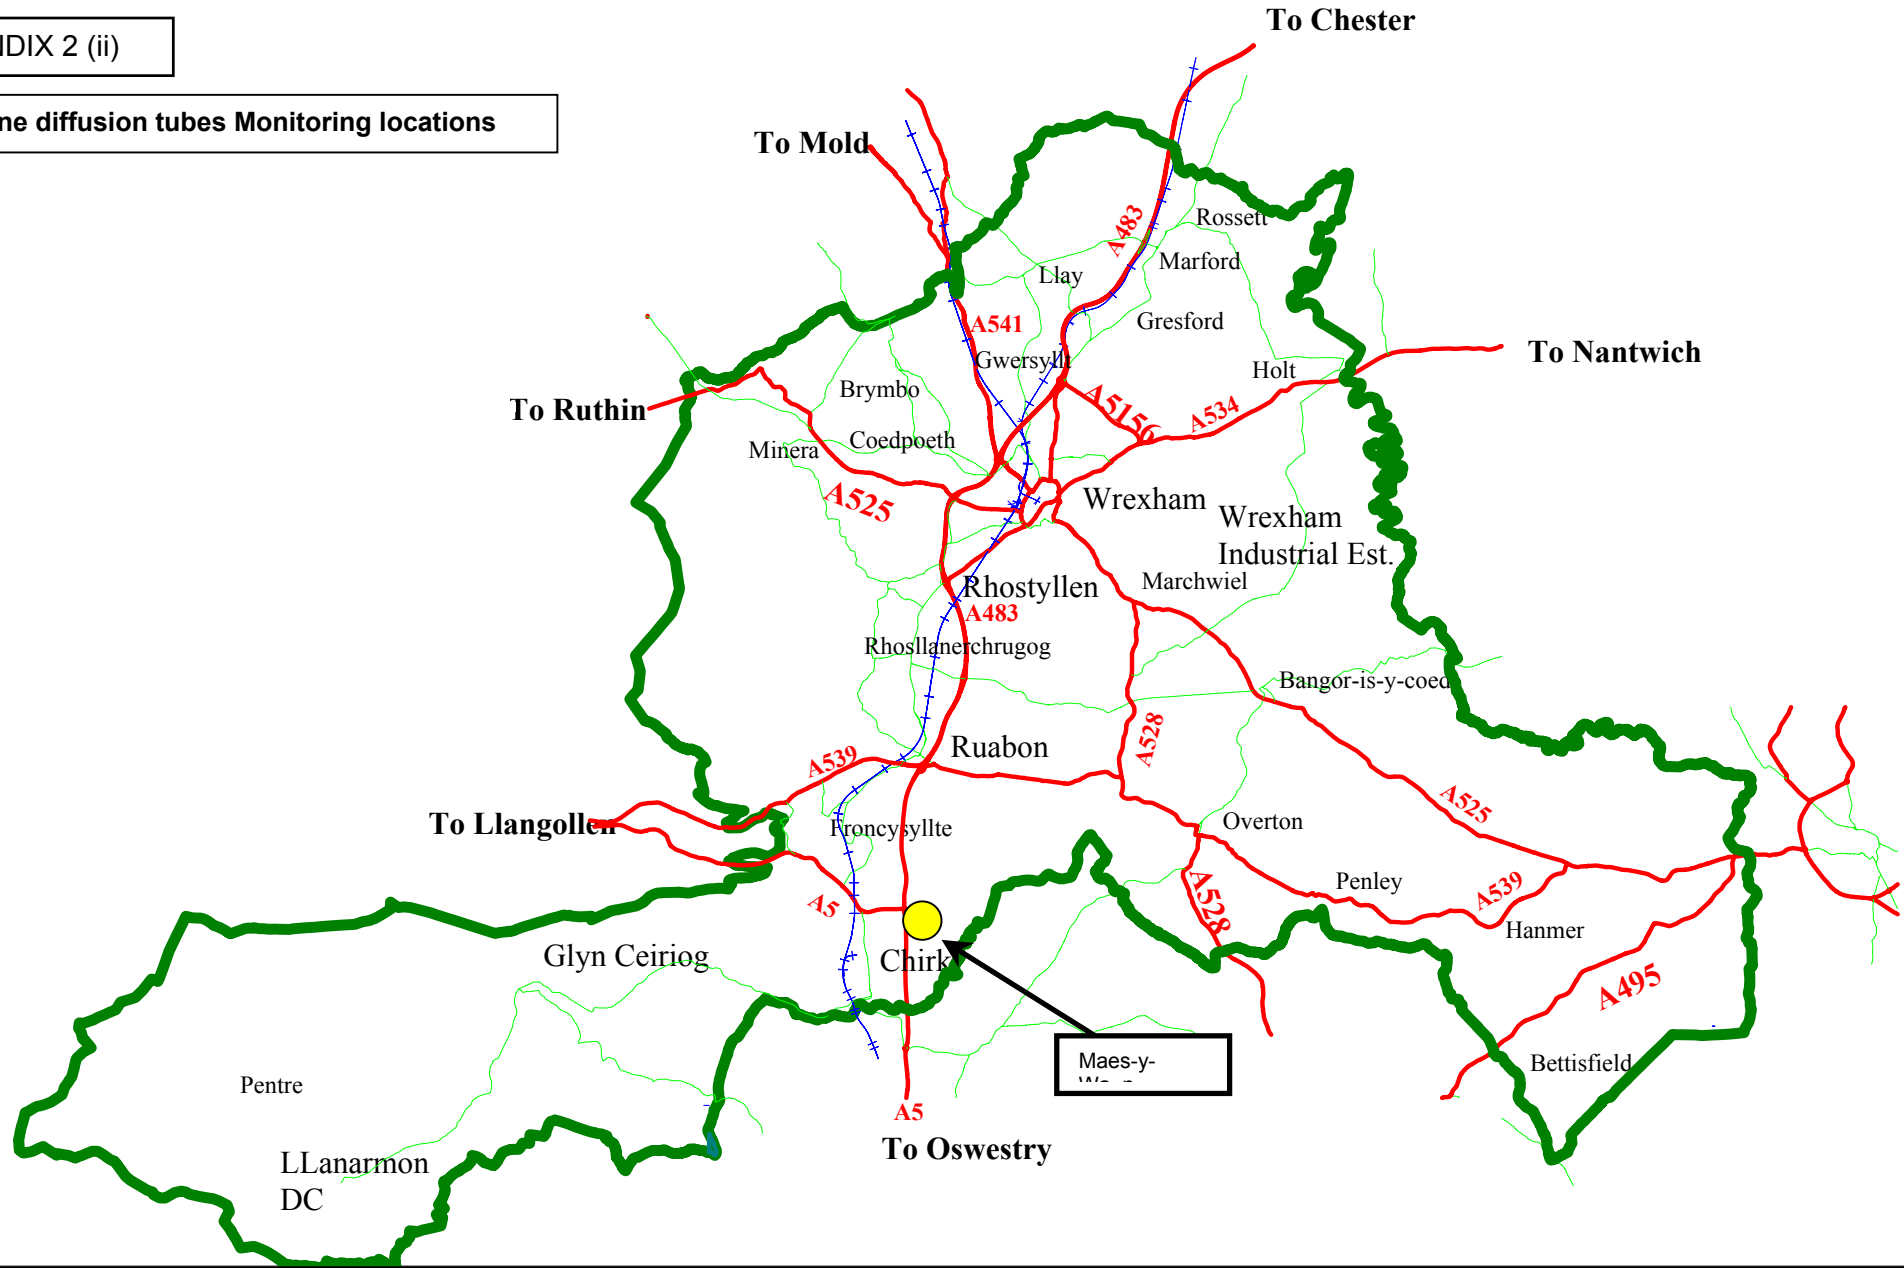 To Chester
NDIX 2 (ii)
ne diffusion tubes Monitoring locations
To Mold
Rossett
A483
Marford
Llay
A541
Gresford
Gwersyllt
To Nantwich
Holt
Brymbo
To Ruthin
A5156
A534
Coedpoeth
Minera
A525
Wrexham
Wrexham
Industrial Est.
Marchwiel
Rhostyllen
A483
Rhosllanerchrugog
Bangor-is-y-coed
A528
Ruabon
A539
A525
To Llangollen
Froncysyllte
Overton
Penley
A539
A5
A528
Hanmer
Glyn Ceiriog
Chirk
A495
Maes-y-
Bettisfield
Pentre
A5
To Oswestry
LLanarmon
DC